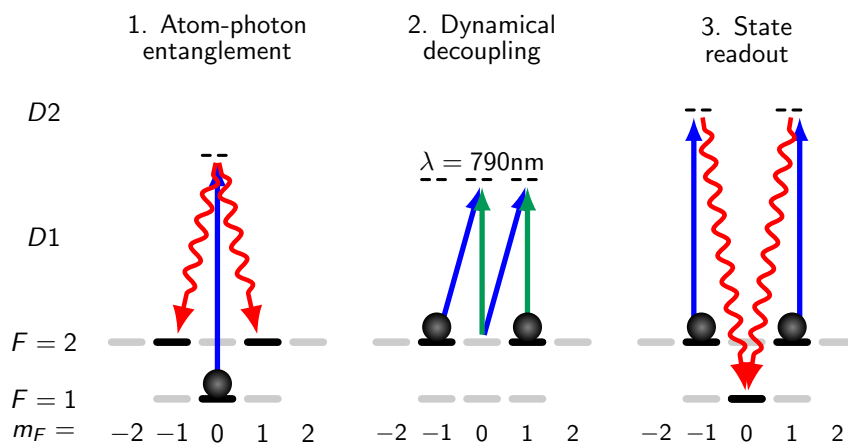 1. Atom-photon
entanglement
2. Dynamical
decoupling
3. State
readout
D2
λ = 790nm
D1
F = 2
F = 1
m_F = −2 −1 0 1 2 −2 −1 0 1 2 −2 −1 0 1 2